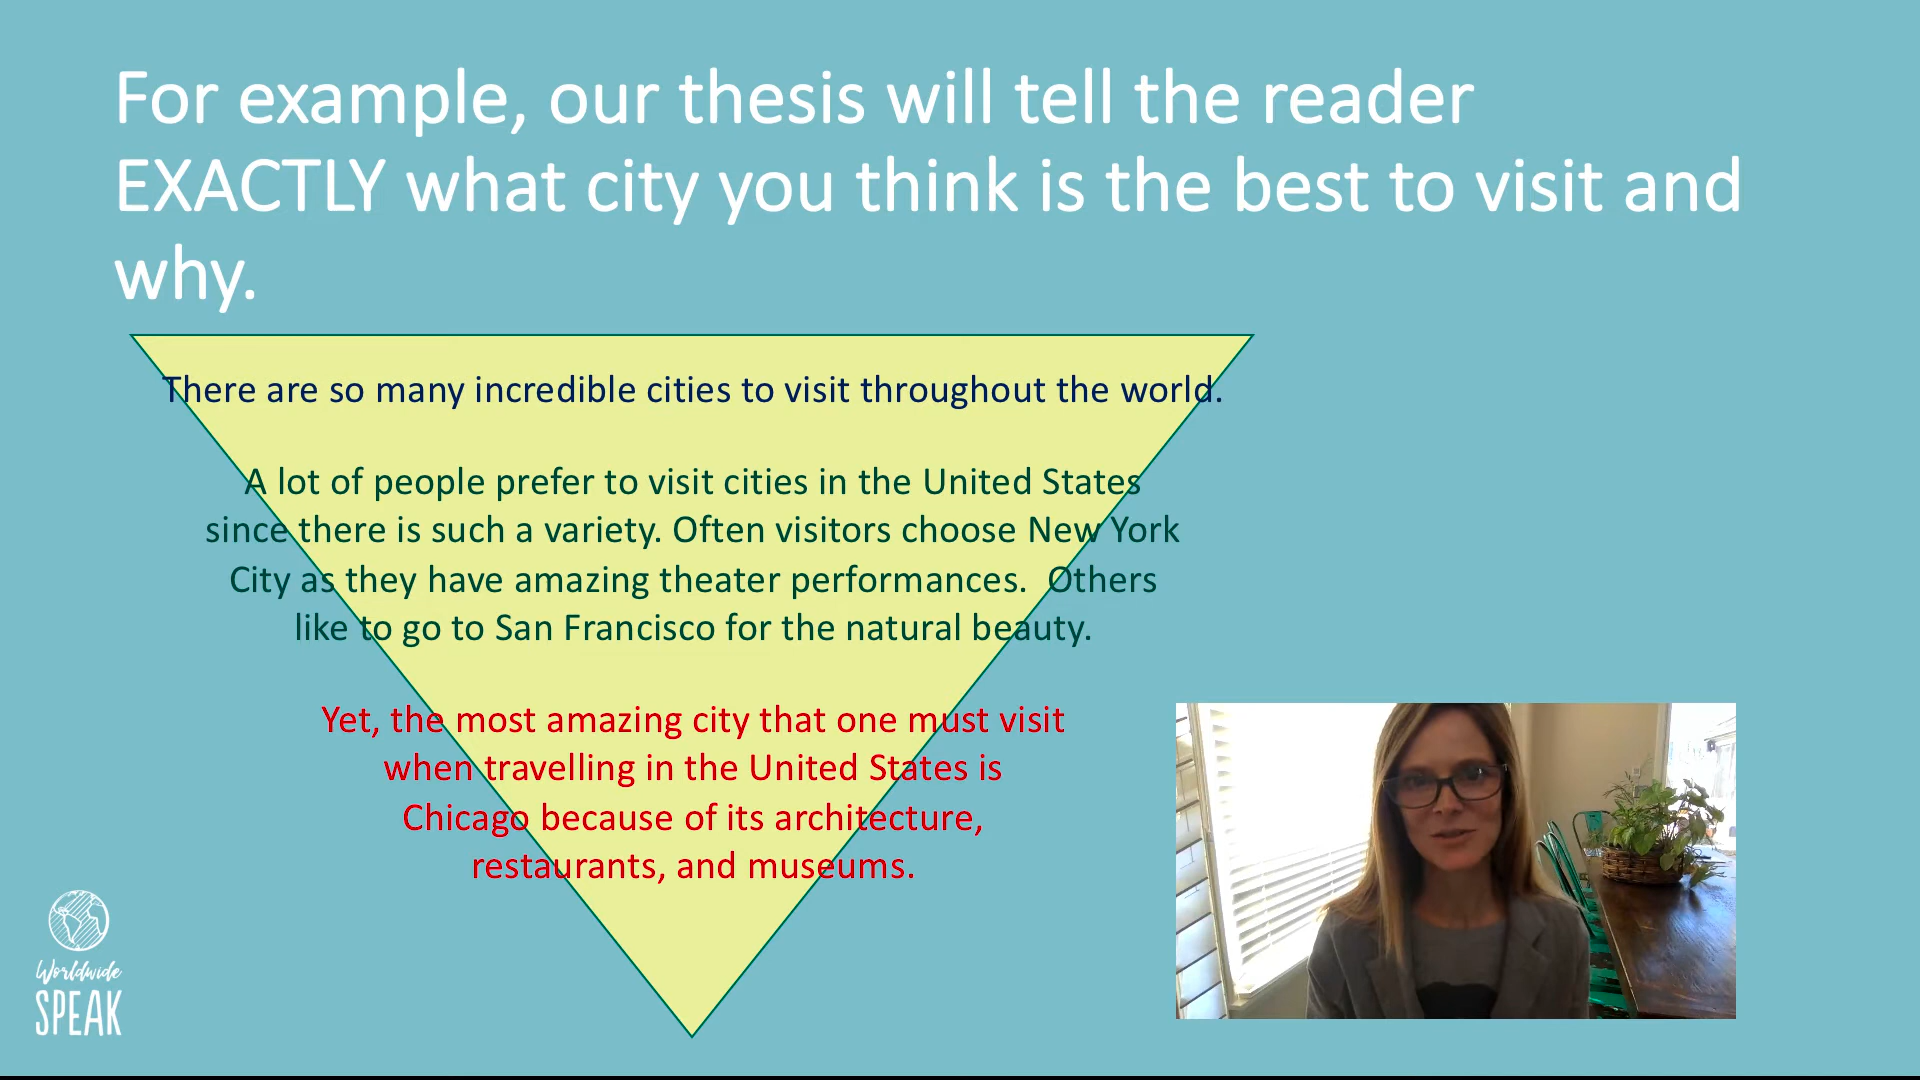 For example, our thesis will tell the reader
EXACTLY what city you think is the best to visit and
why.
There are so many incredible cities to visit throughout the world.
A lot of people prefer to visit cities in the United States
since there is such a variety. Often visitors choose New York
City as they have amazing theater performances.  Others
like to go to San Francisco for the natural beauty.
Yet, the most amazing city that one must visit
when travelling in the United States is
Chicago because of its architecture,
restaurants, and museums.
Worldwide
SPEAK